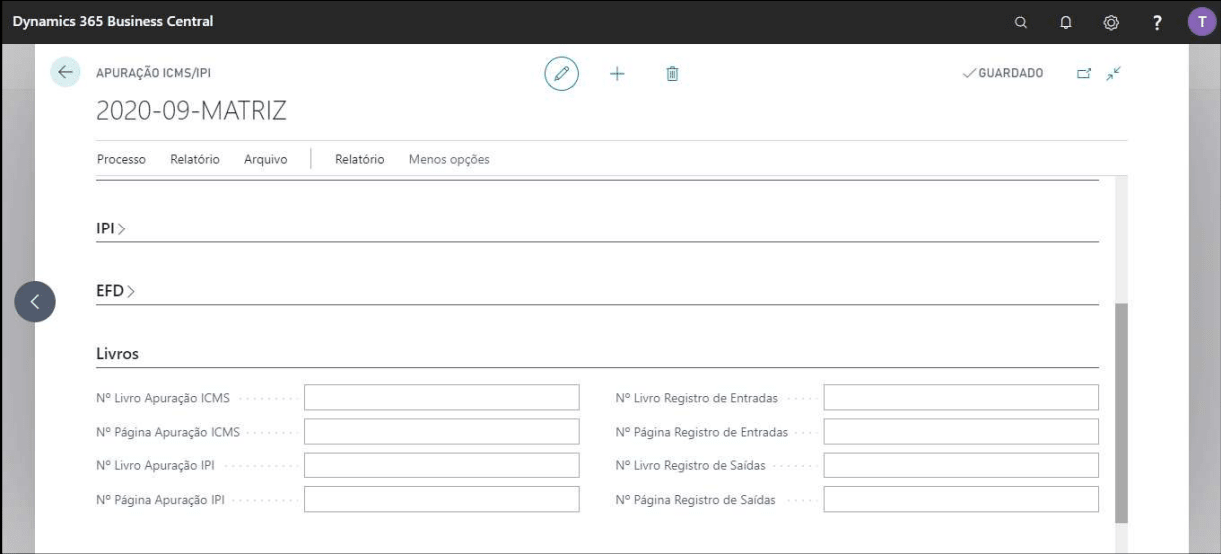 Dynamics 365 Business Central
? T
APURAÇÃO ICMS/IPI GUARDADO
2020-09-MATRIZ
Processo Relatório Arquivo Relatório Menos opções
IPI
EFD
Livros
Nº Livro Apuração ICMS Nº Livro Registro de Entradas
Nº Página Apuração ICMS Nº Página Registro de Entradas
Nº Livro Apuração IPI Nº Livro Registro de Saídas
Nº Página Apuração IPI Nº Página Registro de Saídas